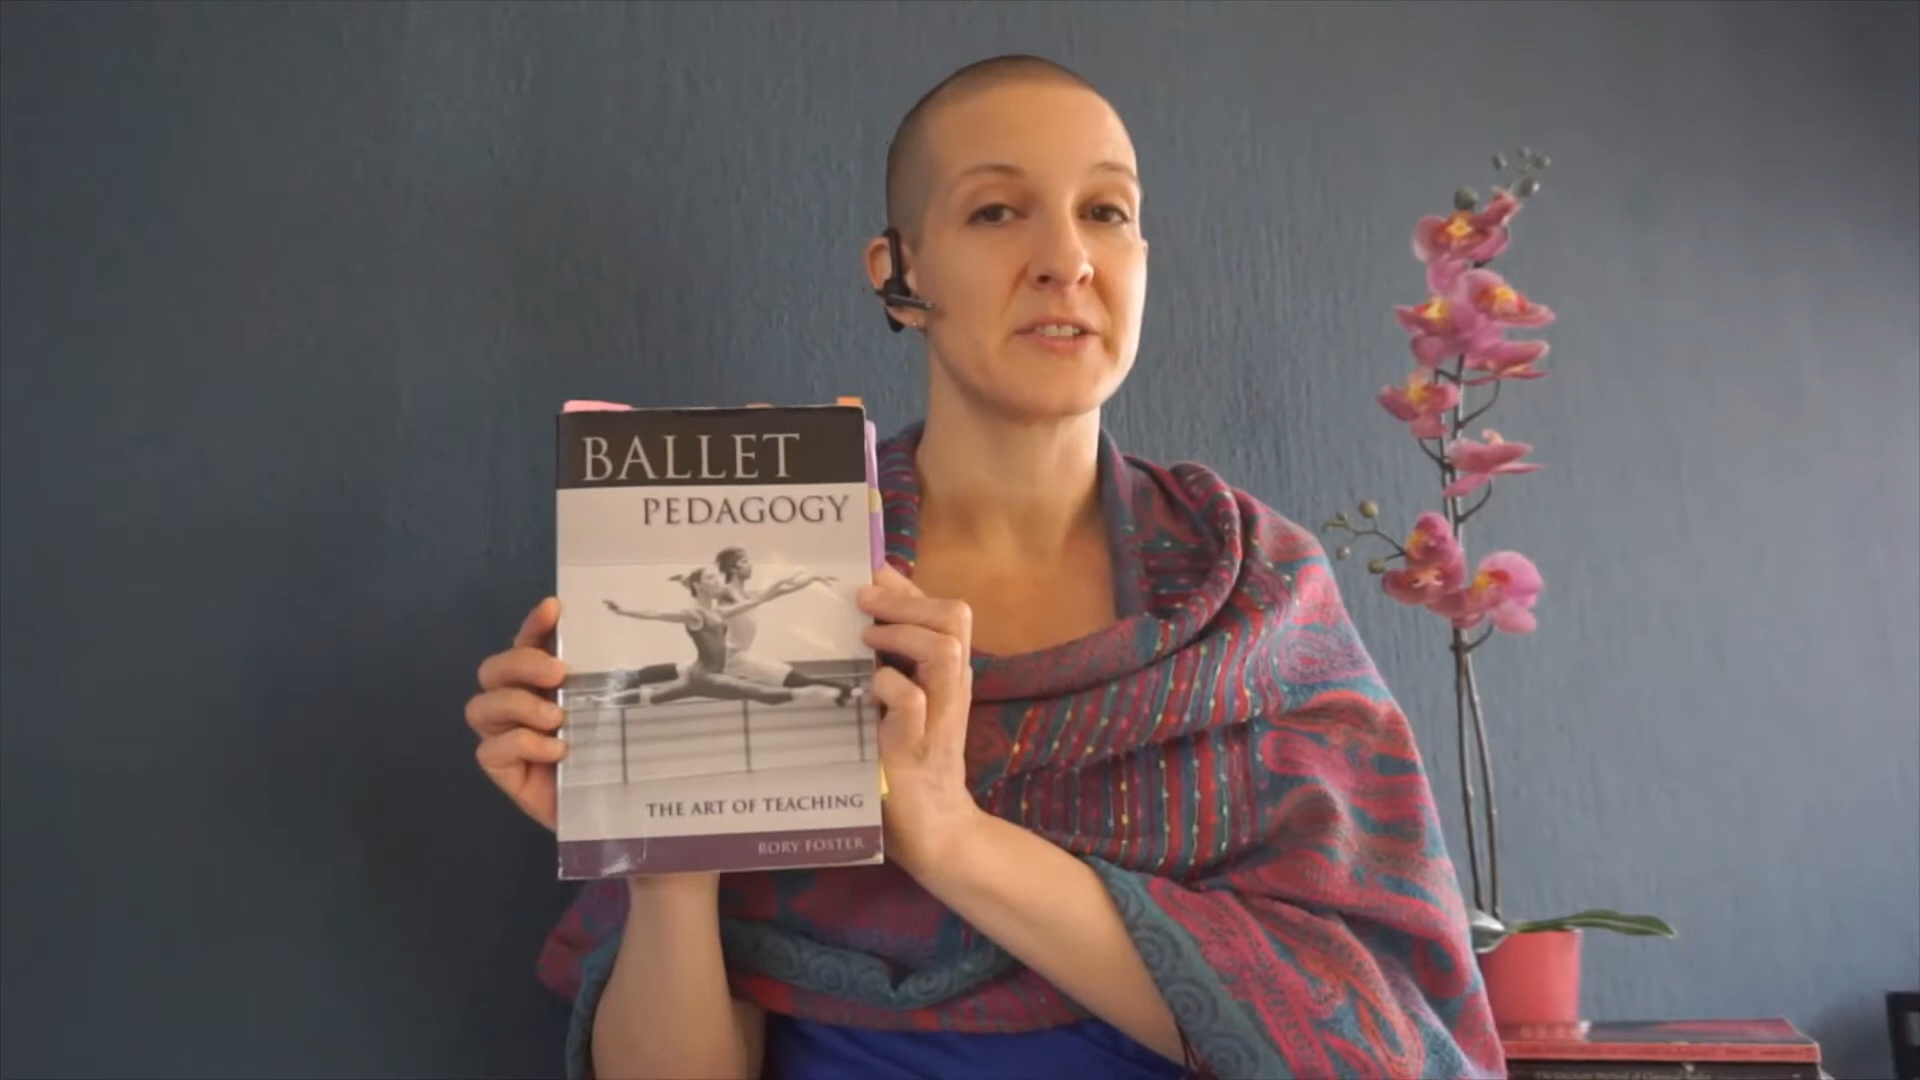 BALLET
PEDAGOGY
THE ART OF TEACHING
RORY FOSTER